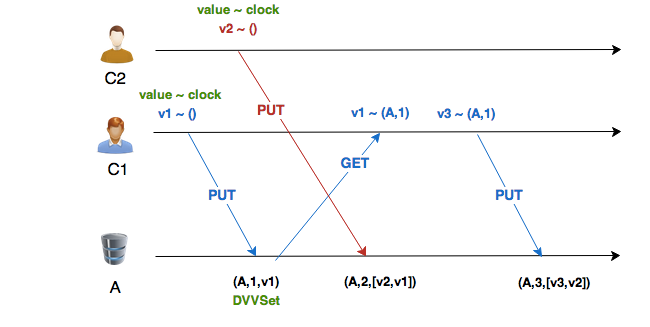 value ~ clock
v2 ~ ()
C2
value ~ clock
v1 ~ ()
PUT
v1 ~ (A,1)
v3 ~ (A,1)
C1
GET
PUT
PUT
A
(A,1,v1)
DVVSet
(A,2,[v2,v1])
(A,3,[v3,v2])